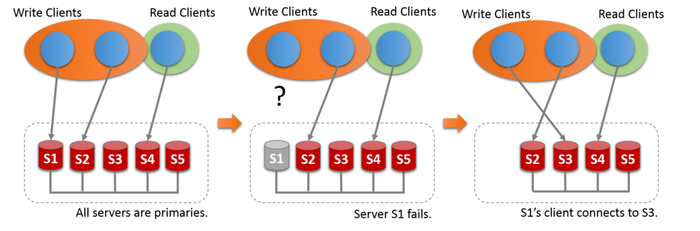 Write Clients Read Clients
S1 S2 S3 S4 S5
All servers are primaries.
Write Clients Read Clients
?
S1 S2 S3 S4 S5
Server S1 fails.
Write Clients Read Clients
S2 S3 S4 S5
S1's client connects to S3.